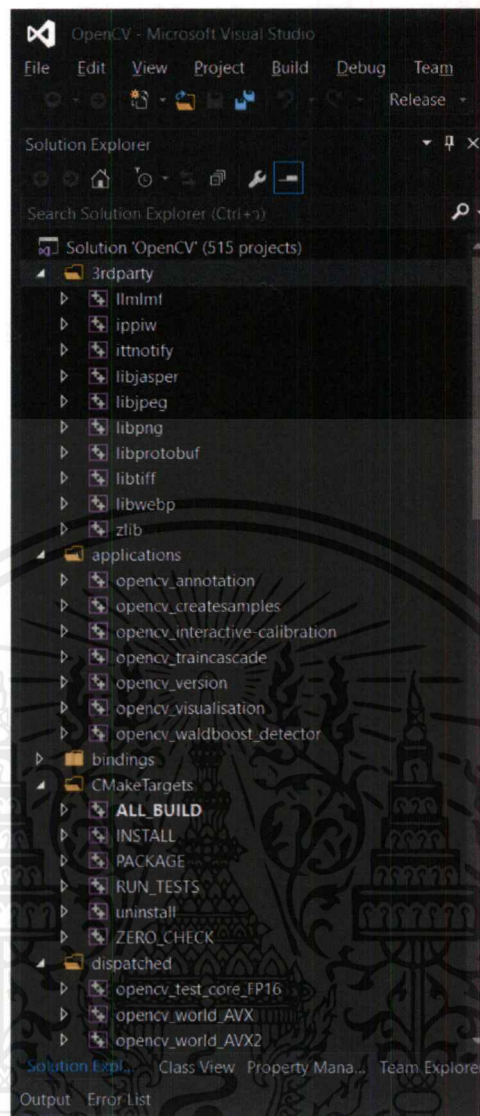 OpenCV - Microsoft Visual Studio
File Edit View Project Build Debug Team
Release
Solution Explorer
Search Solution Explorer (Ctrl+ว)
Solution 'OpenCV' (515 projects)
3rdparty
llmlmf
ippiw
ittnotify
libjasper
libjpeg
libpng
libprotobuf
libtiff
libwebp
zlib
applications
opencv_annotation
opencv_createsamples
opencv_interactive-calibration
opencv_traincascade
opencv_version
opencv_visualisation
opencv_waldboost_detector
bindings
CMakeTargets
ALL_BUILD
INSTALL
PACKAGE
RUN_TESTS
uninstall
ZERO_CHECK
dispatched
opencv_test_core_FP16
opencv_world_AVX
opencv_world_AVX2
Solution Expl... Class View Property Mana... Team Explorer
Output Error List